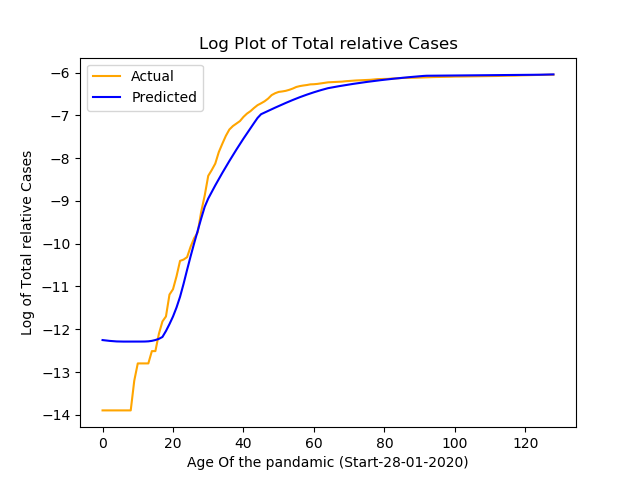 Log Plot of Total relative Cases
Actual
Predicted
Log of Total relative Cases
−6
−7
−8
−9
−10
−11
−12
−13
−14
0 20 40 60 80 100 120
Age Of the pandamic (Start-28-01-2020)